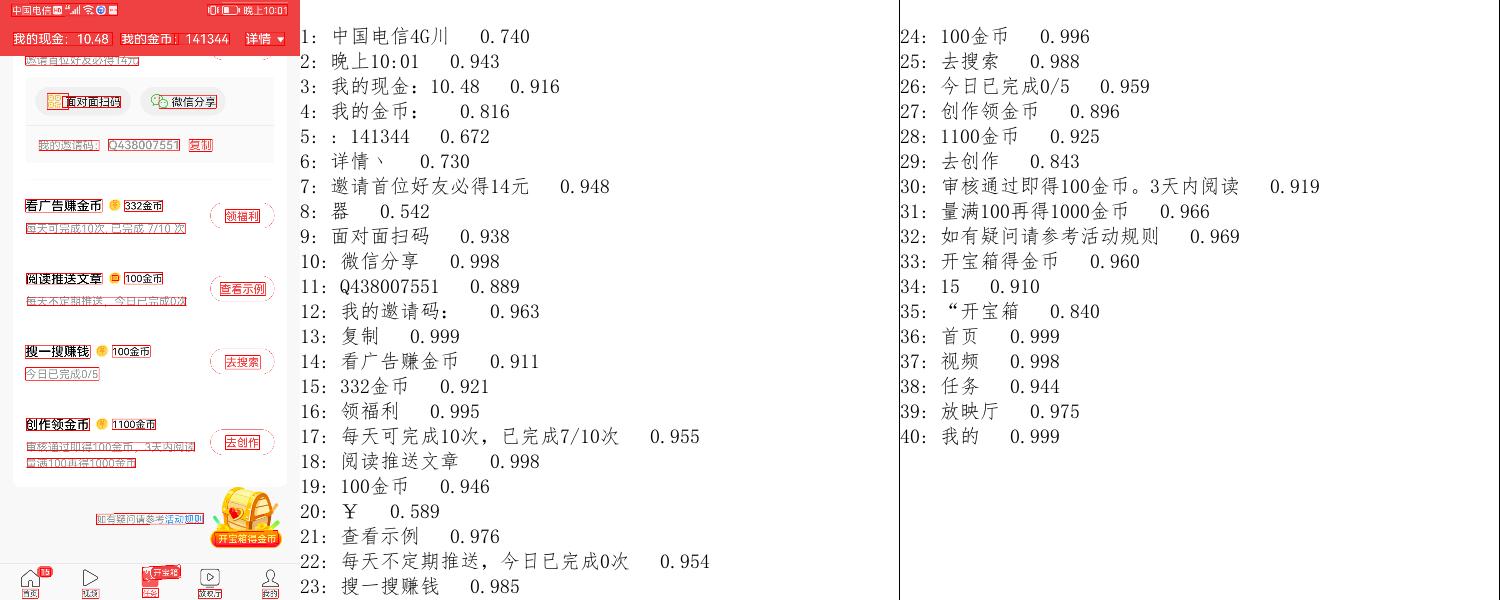 中国电信HD 4G
晚上10:01
我的现金：10.48 我的金币：141344 详情
邀请首位好友必得14元
面对面扫码 微信分享
我的邀请码： Q438007551 复制
看广告赚金币 332金币
每天可完成10次,已完成 7/10 次
领福利
阅读推送文章 100金币
每天不定期推送，今日已完成0次
查看示例
搜一搜赚钱 100金币
今日已完成0/5
去搜索
创作领金币 1100金币
审核通过即得100金币。3天内阅读
量满100再得1000金币
去创作
如有疑问请参考活动规则
开宝箱得金币
15
开宝箱
首页 视频 任务 放映厅 我的
1: 中国电信4G川 0.740
2: 晚上10:01 0.943
3: 我的现金：10.48 0.916
4: 我的金币： 0.816
5: ：141344 0.672
6: 详情丶 0.730
7: 邀请首位好友必得14元 0.948
8: 器 0.542
9: 面对面扫码 0.938
10: 微信分享 0.998
11: Q438007551 0.889
12: 我的邀请码： 0.963
13: 复制 0.999
14: 看广告赚金币 0.911
15: 332金币 0.921
16: 领福利 0.995
17: 每天可完成10次，已完成7/10次 0.955
18: 阅读推送文章 0.998
19: 100金币 0.946
20: ¥ 0.589
21: 查看示例 0.976
22: 每天不定期推送，今日已完成0次 0.954
23: 搜一搜赚钱 0.985
24: 100金币 0.996
25: 去搜索 0.988
26: 今日已完成0/5 0.959
27: 创作领金币 0.896
28: 1100金币 0.925
29: 去创作 0.843
30: 审核通过即得100金币。3天内阅读 0.919
31: 量满100再得1000金币 0.966
32: 如有疑问请参考活动规则 0.969
33: 开宝箱得金币 0.960
34: 15 0.910
35: “开宝箱 0.840
36: 首页 0.999
37: 视频 0.998
38: 任务 0.944
39: 放映厅 0.975
40: 我的 0.999